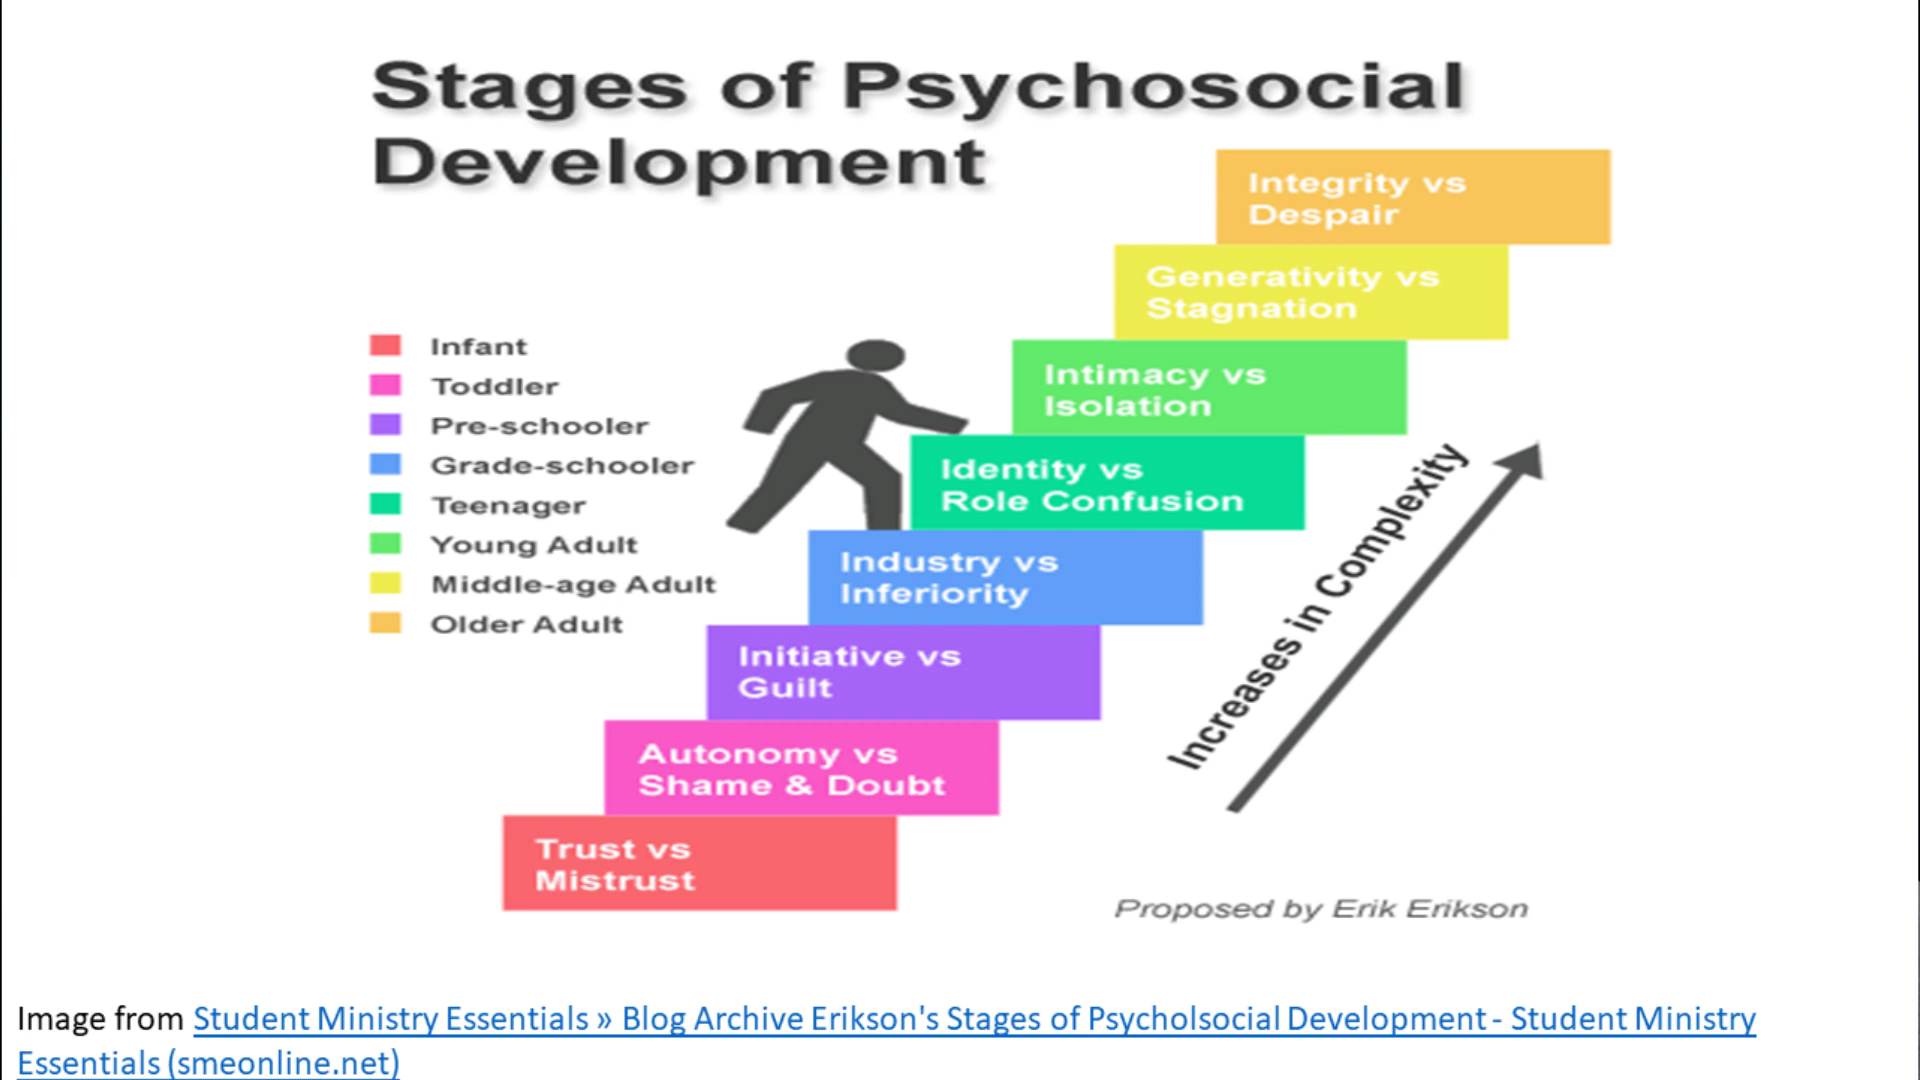 Stages of Psychosocial
Development
Integrity vs
Despair
Generativity vs
Stagnation
Intimacy vs
Isolation
Identity vs
Role Confusion
Industry vs
Inferiority
Initiative vs
Guilt
Autonomy vs
Shame & Doubt
Trust vs
Mistrust
Infant
Toddler
Pre-schooler
Grade-schooler
Teenager
Young Adult
Middle-age Adult
Older Adult
Increases in Complexity
Proposed by Erik Erikson
Image from Student Ministry Essentials » Blog Archive Erikson's Stages of Psycholsocial Development - Student Ministry
Essentials (smeonline.net)